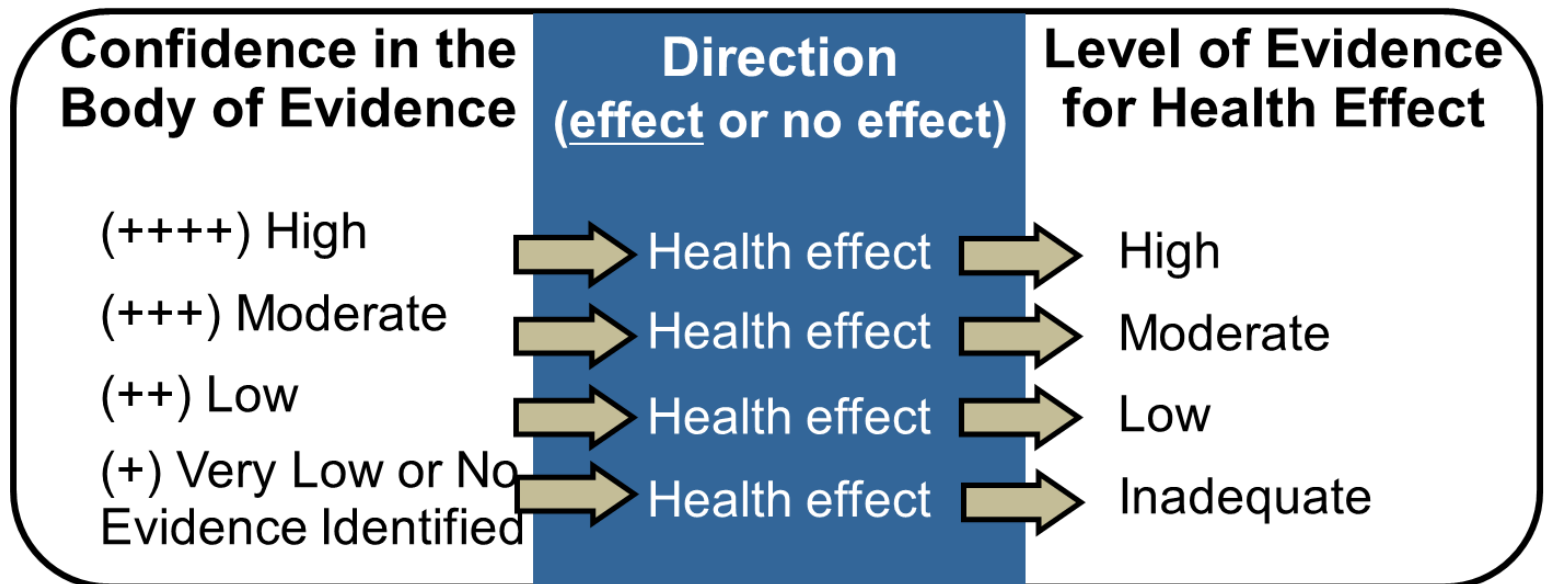 Confidence in the
Body of Evidence
Direction
(effect or no effect)
Level of Evidence
for Health Effect
(++++) High
Health effect
High
(+++) Moderate
Health effect
Moderate
(++) Low
Health effect
Low
(+) Very Low or No
Evidence Identified
Health effect
Inadequate